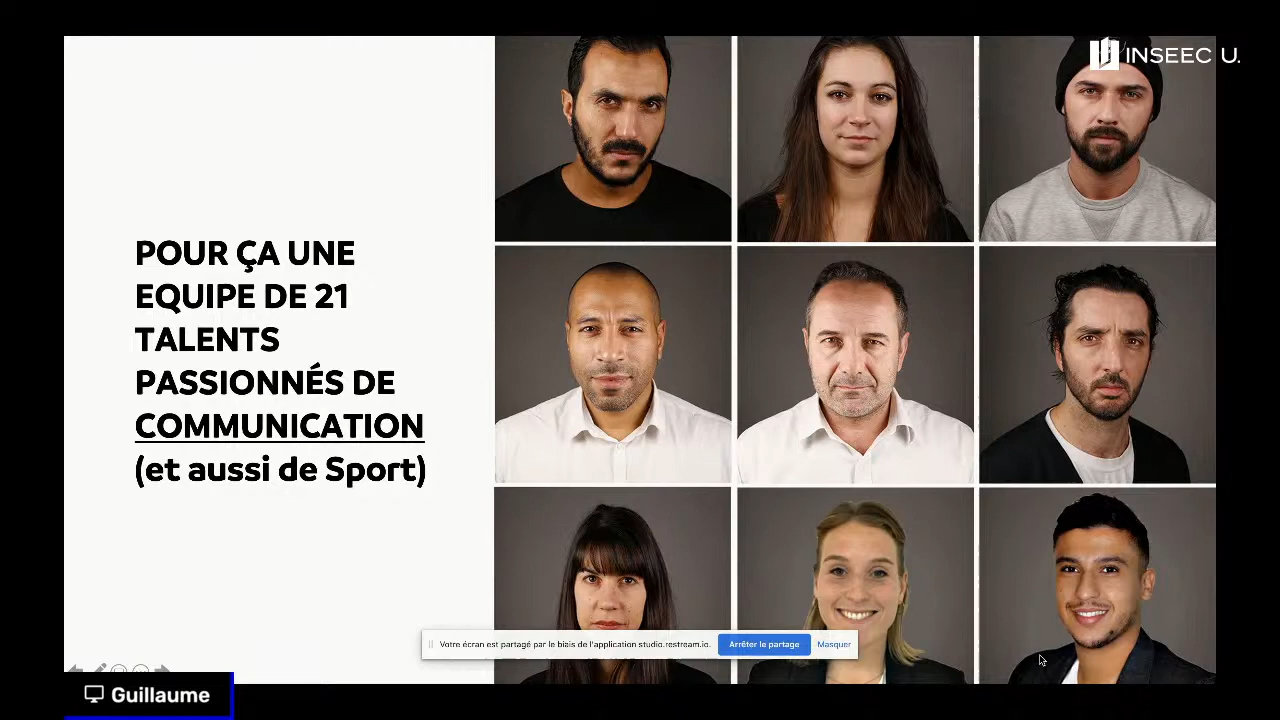 INSEEC U.
POUR ÇA UNE
EQUIPE DE 21
TALENTS
PASSIONNÉS DE
COMMUNICATION
(et aussi de Sport)
Votre écran est partagé par le biais de l'application studio.restream.io.
Arrêter le partage
Masquer
Guillaume